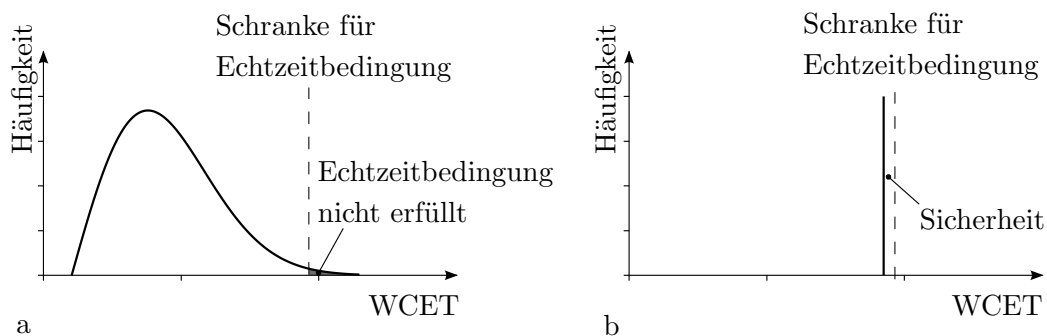 Schranke für
Echtzeitbedingung
Häufigkeit
Echtzeitbedingung
nicht erfüllt
WCET
a
Schranke für
Echtzeitbedingung
Häufigkeit
Sicherheit
WCET
b